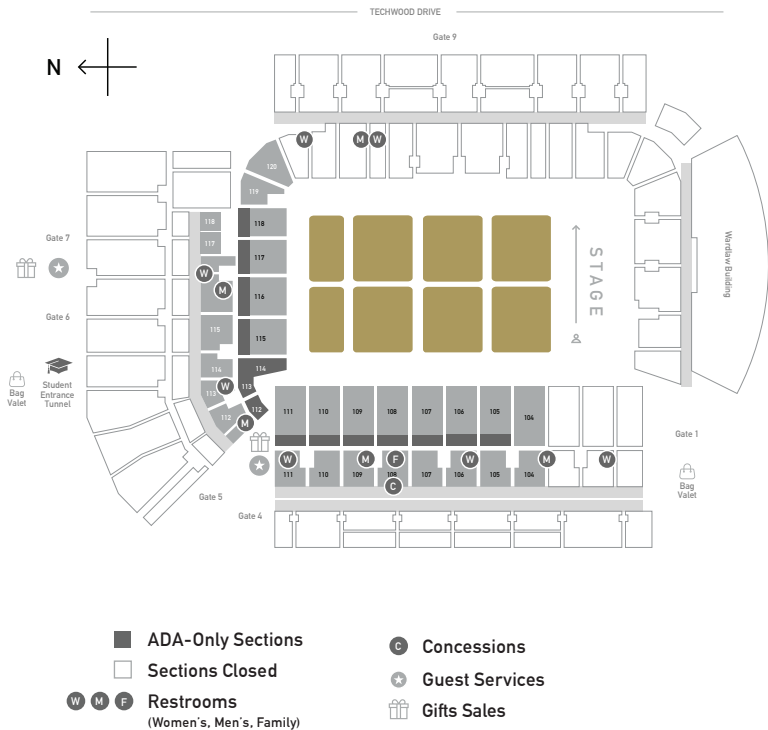 TECHWOOD DRIVE
Gate 9
N
W
M
W
120
119
118
118
117
117
Gate 7
W
M
116
Gate 6
115
115
114
114
113
113
112
112
W
M
STAGE
Wardlaw Building
Bag
Valet
Student
Entrance
Tunnel
111
110
109
108
107
106
105
104
Gate 1
W
M
F
W
M
W
111
110
109
108
107
106
105
104
C
Bag
Valet
Gate 5
Gate 4
ADA-Only Sections
Sections Closed
W M F Restrooms
(Women's, Men's, Family)
C Concessions
Guest Services
Gifts Sales